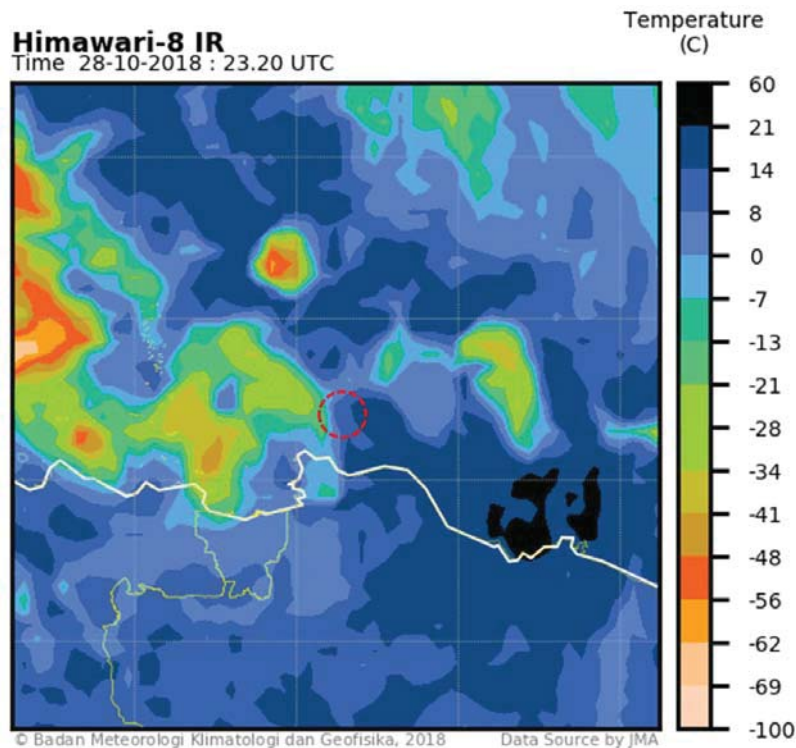 Himawari-8 IR
Time 28-10-2018 : 23.20 UTC
Temperature
(C)
60
21
14
8
0
-7
-13
-21
-28
-34
-41
-48
-56
-62
-69
-100
© Badan Meteorologi Klimatologi dan Geofisika, 2018
Data Source by JMA